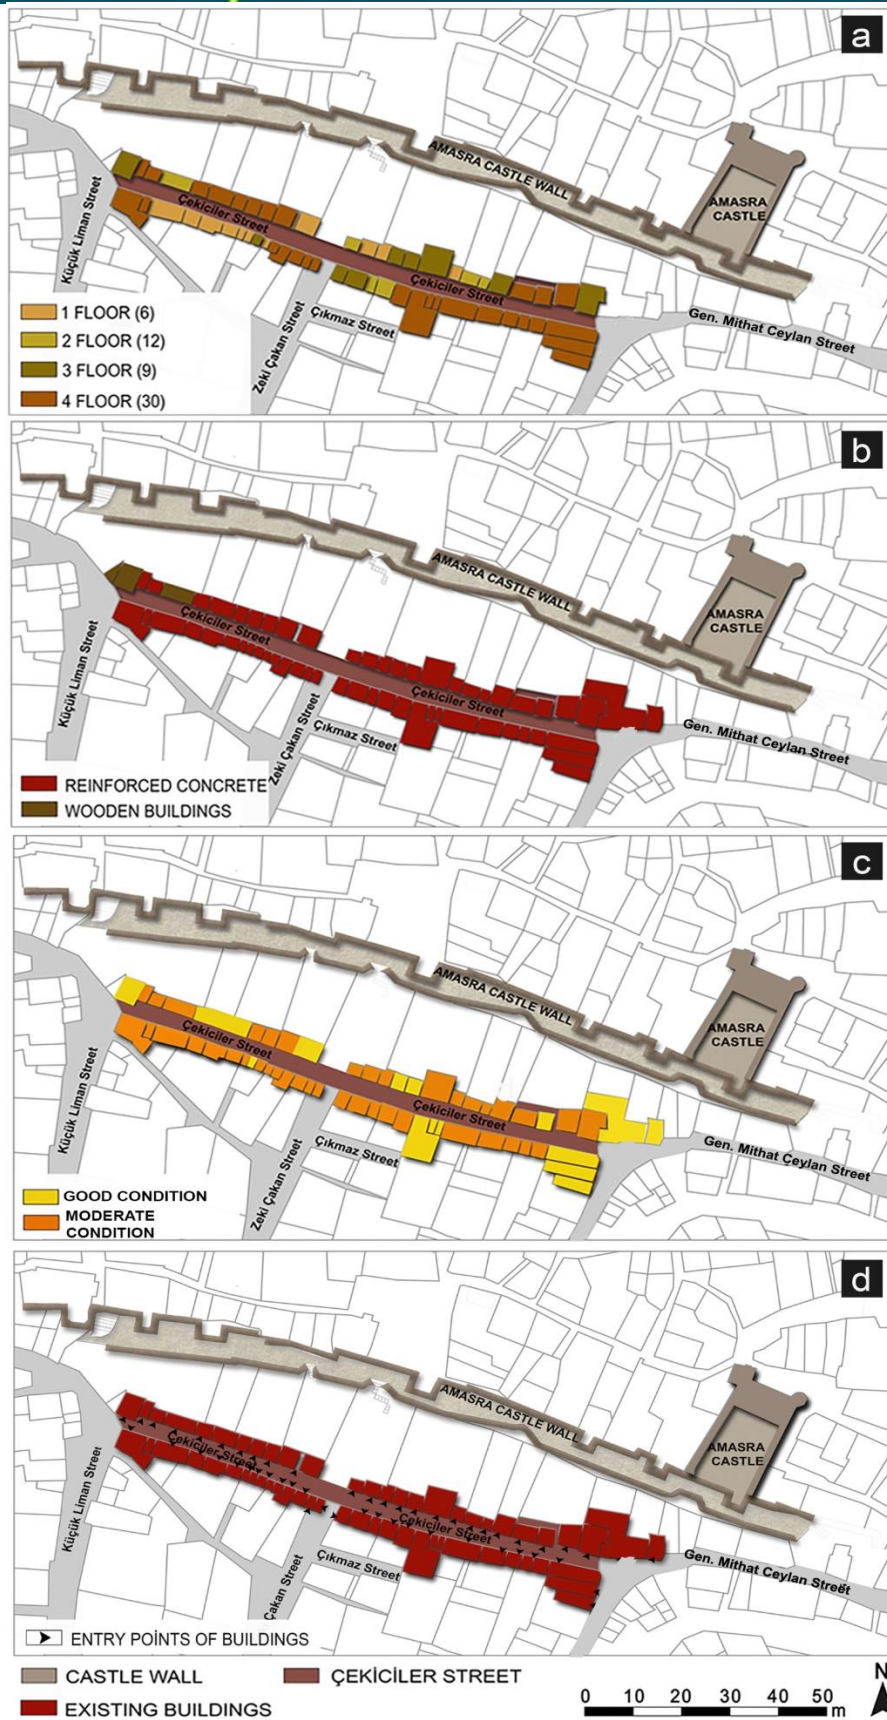 a
AMASRA CASTLE WALL
AMASRA
CASTLE
Çekiciler Street
Küçük Liman Street
Çekiciler Street
Gen. Mithat Ceylan Street
Çıkmaz Street
Zeki Çakan Street
1 FLOOR (6)
2 FLOOR (12)
3 FLOOR (9)
4 FLOOR (30)
b
AMASRA CASTLE WALL
AMASRA
CASTLE
Çekiciler Street
Küçük Liman Street
Çekiciler Street
Gen. Mithat Ceylan Street
Çıkmaz Street
Zeki Çakan Street
REINFORCED CONCRETE
WOODEN BUILDINGS
c
AMASRA CASTLE WALL
AMASRA
CASTLE
Çekiciler Street
Küçük Liman Street
Çekiciler Street
Gen. Mithat Ceylan Street
Çıkmaz Street
Zeki Çakan Street
GOOD CONDITION
MODERATE
CONDITION
d
AMASRA CASTLE WALL
AMASRA
CASTLE
Çekiciler Street
Küçük Liman Street
Çekiciler Street
Gen. Mithat Ceylan Street
Çıkmaz Street
Çakan Street
ENTRY POİNTS OF BUILDINGS
CASTLE WALL
ÇEKİCİLER STREET
EXISTING BUILDINGS
0 10 20 30 40 50 m
N